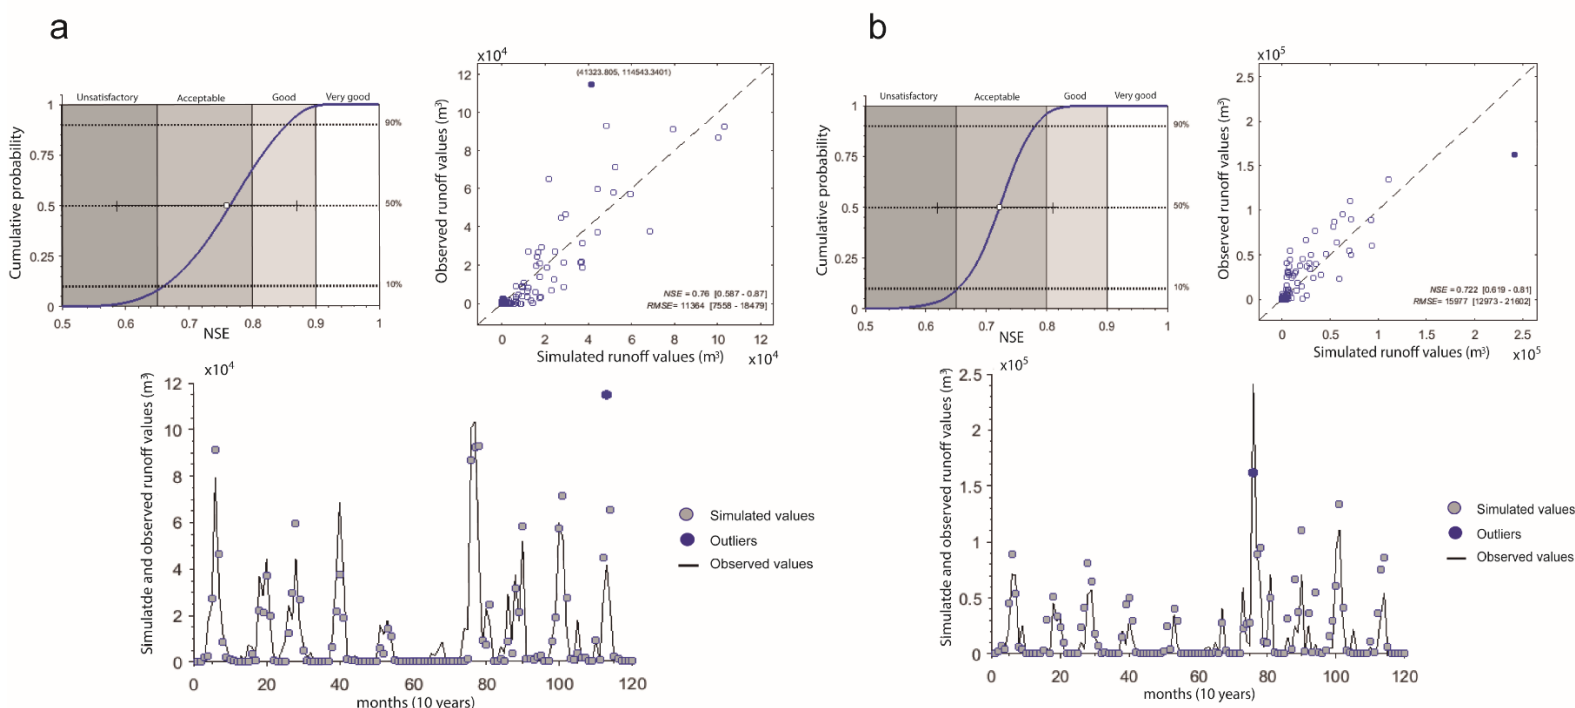 a
Unsatisfactory Acceptable Good Very good
Cumulative probability
1
0.75
0.5
0.25
0
90%
50%
10%
0.5 0.6 0.7 0.8 0.9 1
NSE
x10⁴
(41323.805, 114543.3401)
Observed runoff values (m³)
12
10
8
6
4
2
0
NSE = 0.76 [0.587 - 0.87]
RMSE= 11364 [7558 - 18479]
0 2 4 6 8 10 12
Simulated runoff values (m³)
x10⁴
x10⁴
Simulatde and observed runoff values (m³)
12
10
8
6
4
2
0
0 20 40 60 80 100 120
months (10 years)
Simulated values
Outliers
Observed values
b
Unsatisfactory Acceptable Good Very good
Cumulative probability
1
0.75
0.5
0.25
0
90%
50%
10%
0.5 0.6 0.7 0.8 0.9 1
NSE
x10⁵
Observed runoff values (m³)
2.5
2
1.5
1
0.5
0
NSE = 0.722 [0.619 - 0.81]
RMSE= 15977 [12973 - 21602]
0 0.5 1 1.5 2 2.5
Simulated runoff values (m³)
x10⁵
x10⁵
Simulatde and observed runoff values (m³)
2.5
2
1.5
1
0.5
0
0 20 40 60 80 100 120
months (10 years)
Simulated values
Outliers
Observed values